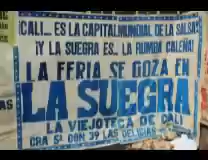 ¡CALI... ES LA CAPITAL MUNDIAL DE LA SALSA!
¡Y LA SUEGRA ES... LA RUMBA CALEÑA!
LA FERIA SE GOZA EN
LA SUEGRA
LA VIEJOTECA DE CALI
CRA 5ª CON 39 LAS DELICIAS